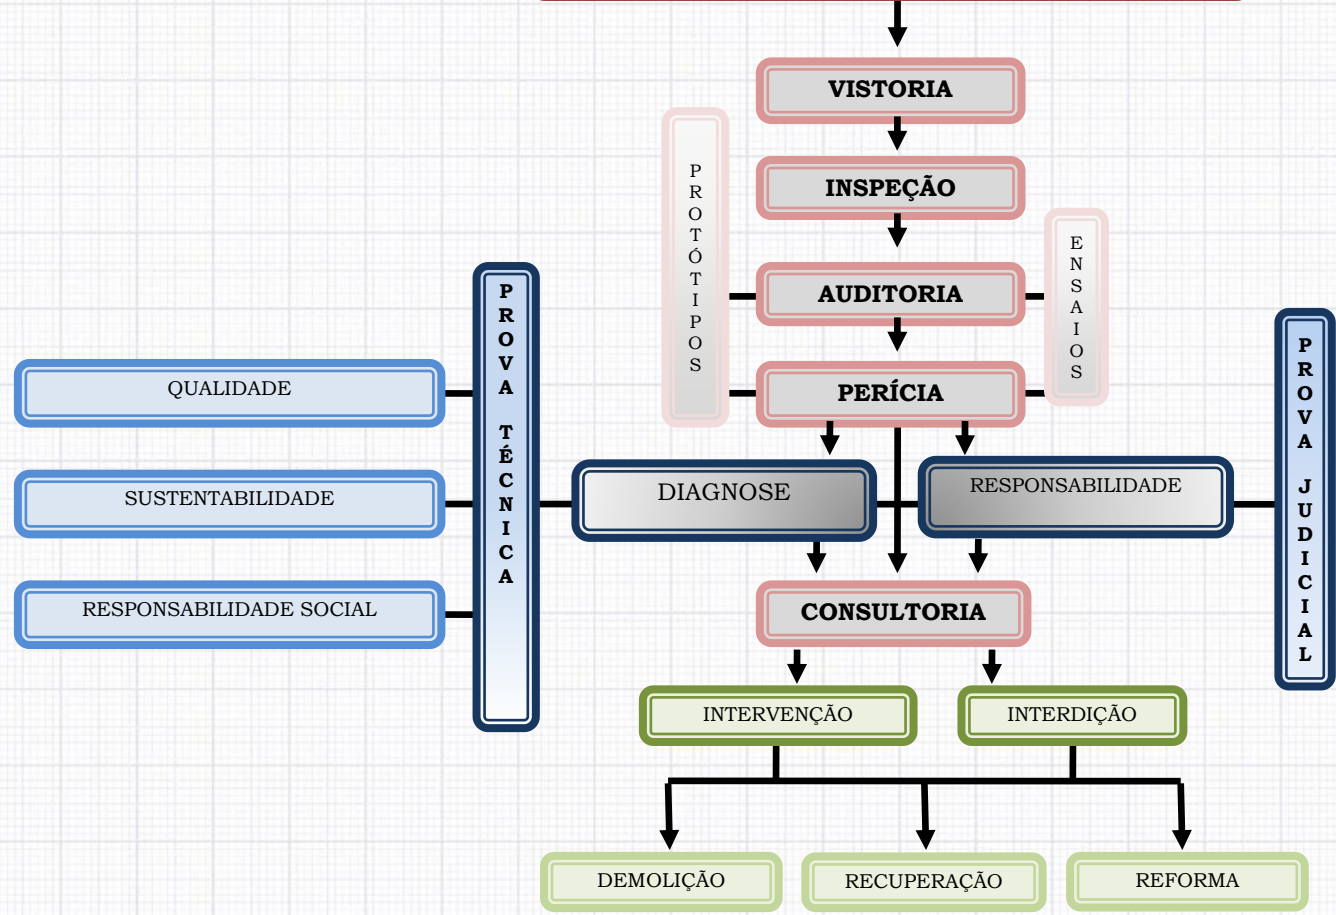 VISTORIA
PROTÓTIPOS
INSPEÇÃO
ENSAIOS
AUDITORIA
PROVA TÉCNICA
PROVA JUDICIAL
QUALIDADE
PERÍCIA
SUSTENTABILIDADE
DIAGNOSE
RESPONSABILIDADE
RESPONSABILIDADE SOCIAL
CONSULTORIA
INTERVENÇÃO
INTERDIÇÃO
DEMOLIÇÃO
RECUPERAÇÃO
REFORMA